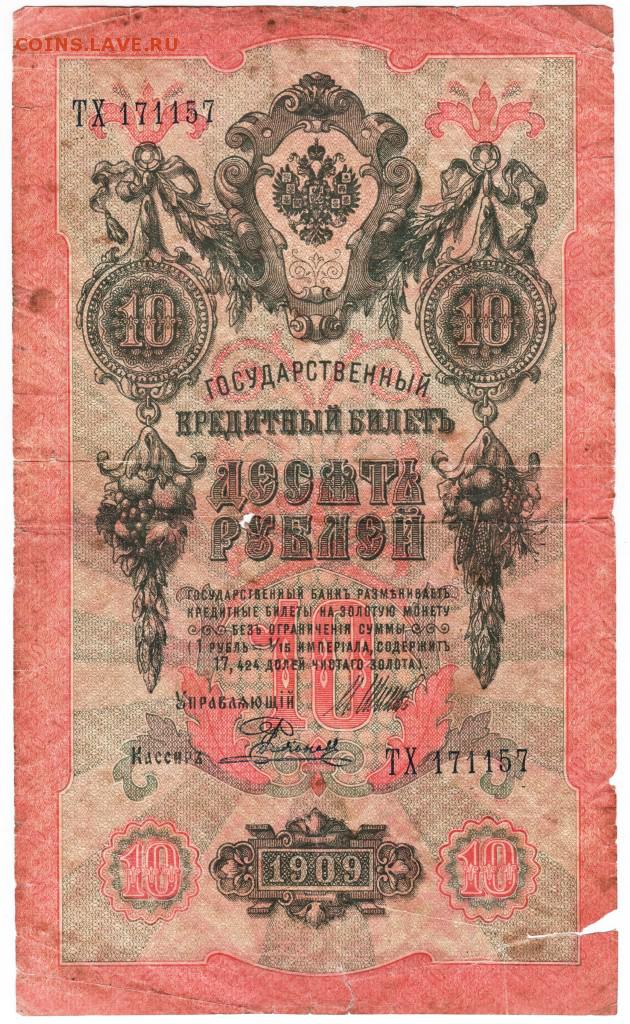 COINS.LAVE.RU
ТХ 171157
10 10
ГОСУДАРСТВЕННЫЙ
КРЕДИТНЫЙ БИЛЕТЪ
ДЕСЯТЬ
РУБЛЕЙ
ГОСУДАРСТВЕННЫЙ БАНКЪ РАЗМѢНИВАЕТЪ
КРЕДИТНЫЕ БИЛЕТЫ НА ЗОЛОТУЮ МОНЕТУ
БЕЗЪ ОГРАНИЧЕНІЯ СУММЫ
(1 РУБЛЬ = 1/15 ИМПЕРІАЛА, СОДЕРЖИТЪ
17,424 ДОЛЕЙ ЧИСТАГО ЗОЛОТА).
10
Управляющій
Кассиръ
ТХ 171157
10 1909 10